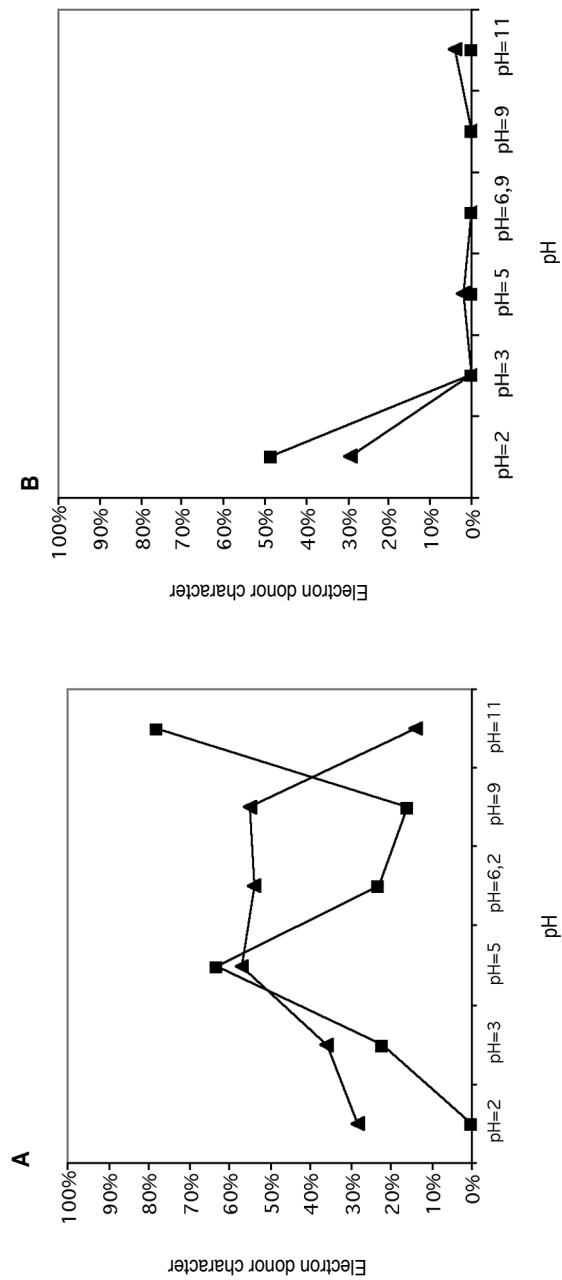 A
100%
90%
80%
70%
60%
50%
40%
30%
20%
10%
0%
Electron donor character
pH=2
pH=3
pH=5
pH=6,2
pH=9
pH=11
pH
B
100%
90%
80%
70%
60%
50%
40%
30%
20%
10%
0%
Electron donor character
pH=2
pH=3
pH=5
pH=6,9
pH=9
pH=11
pH